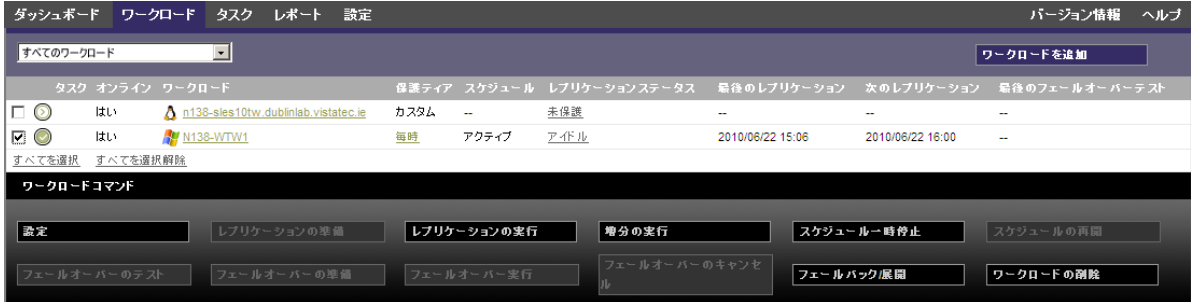 ダッシュボード ワークロード タスク レポート 設定 バージョン情報 ヘルプ
すべてのワークロード ワークロードを追加
タスク オンライン ワークロード 保護ティア スケジュール レプリケーションステータス 最後のレプリケーション 次のレプリケーション 最後のフェールオーバーテスト
はい n138-sles10tw.dublinlab.vistatec.ie カスタム -- 未保護 -- -- --
はい N138-WTW1 毎時 アクティブ アイドル 2010/06/22 15:06 2010/06/22 16:00 --
すべてを選択 すべてを選択解除
ワークロードコマンド
設定 レプリケーションの準備 レプリケーションの実行 増分の実行 スケジュール一時停止 スケジュールの再開
フェールオーバーのテスト フェールオーバーの準備 フェールオーバー実行 フェールオーバーのキャンセ
ル フェールバック/展開 ワークロードの削除